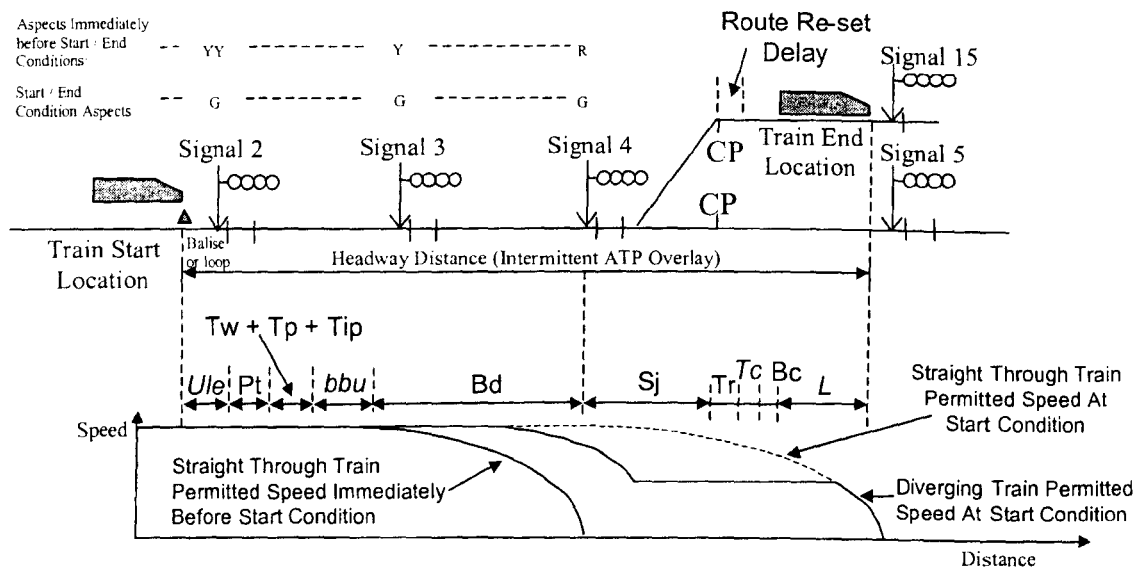 Aspects Immediately
before Start / End
Conditions
YY
Y
R
Start /
End
Condition Aspects
G
G
G
Route Re-set
Delay
Signal 15
Signal 2
Signal 3
Signal 4
CP
Train End
Location
Signal 5
CP
Train Start
Location
Balise
or loop
Headway Distance (Intermittent ATP Overlay)
Tw + Tp + Tip
Ule
Pt
bbu
Bd
Sj
Tr
Tc
Bc
L
Straight Through Train
Permitted Speed At
Start Condition
Speed
Straight Through Train
Permitted Speed Immediately
Before Start Condition
Diverging Train Permitted
Speed At Start Condition
Distance